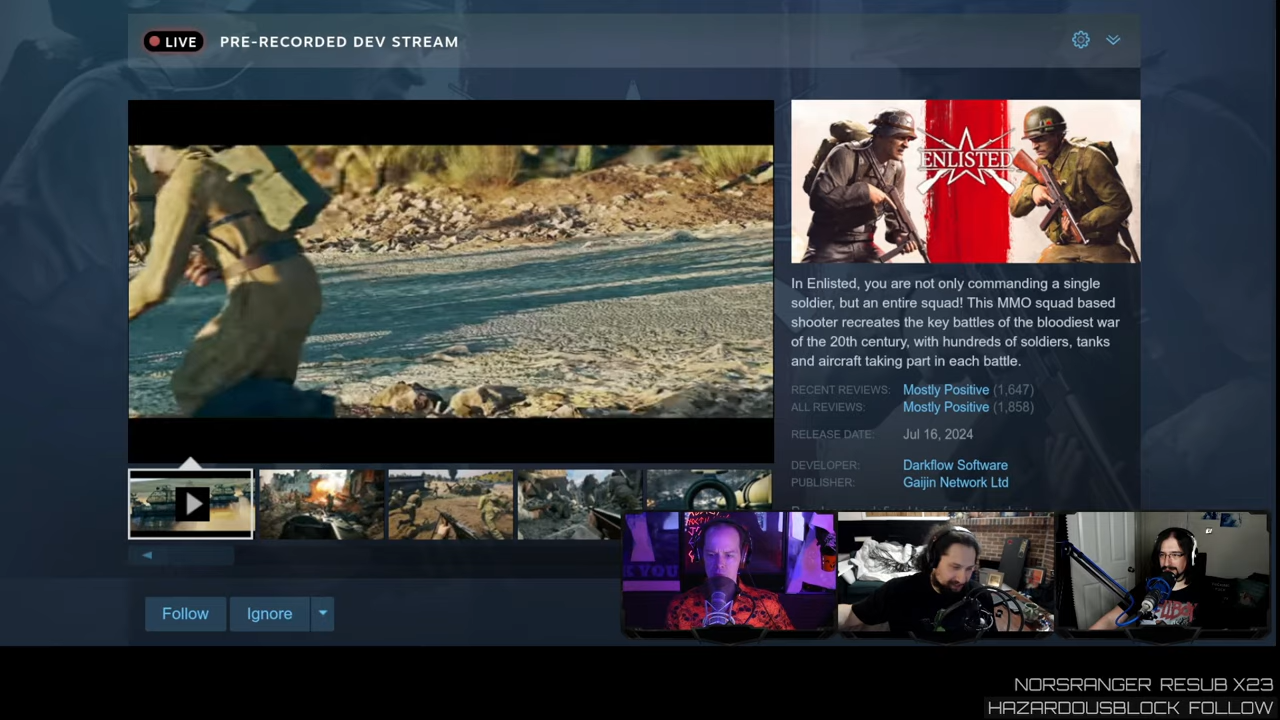 LIVE PRE-RECORDED DEV STREAM
ENLISTED
In Enlisted, you are not only commanding a single
soldier, but an entire squad! This MMO squad based
shooter recreates the key battles of the bloodiest war
of the 20th century, with hundreds of soldiers, tanks
and aircraft taking part in each battle.
RECENT REVIEWS: Mostly Positive (1,647)
ALL REVIEWS: Mostly Positive (1,858)
RELEASE DATE: Jul 16, 2024
DEVELOPER: Darkflow Software
PUBLISHER: Gaijin Network Ltd
Follow Ignore
NORSRANGER RESUB X23
HAZARDOUSBLOCK FOLLOW